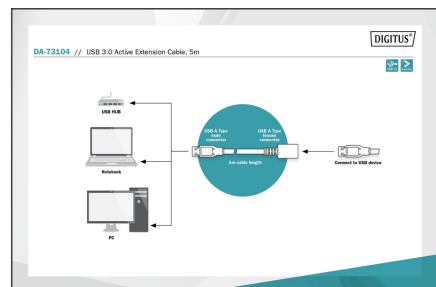 DIGITUS®
DA-73104 // USB 3.0 Active Extension Cable, 5m
USB HUB
USB A Type
male
connector
USB A Type
female
connector
5m cable length
Notebook
Connect to USB device
PC